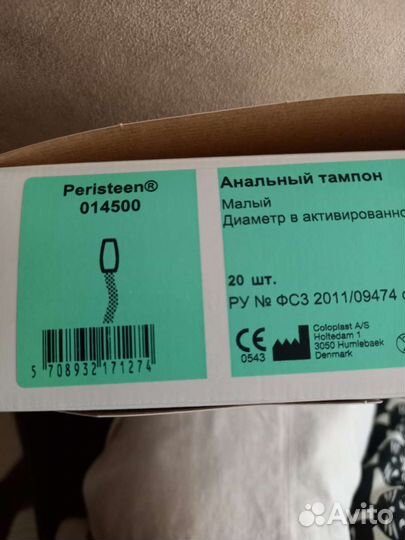 Peristeen®
014500
5 708932 171274
Анальный тампон
Малый
Диаметр в активированно
20 шт.
РУ № ФСЗ 2011/09474
CE 0543
Coloplast A/S
Holtedam 1
3050 Humlebaek
Denmark
Avito